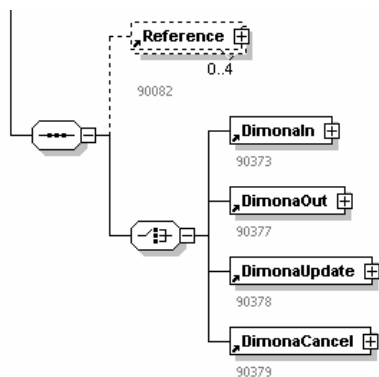 Reference
0..4
90082
DimonaIn
90373
DimonaOut
90377
DimonaUpdate
90378
DimonaCancel
90379